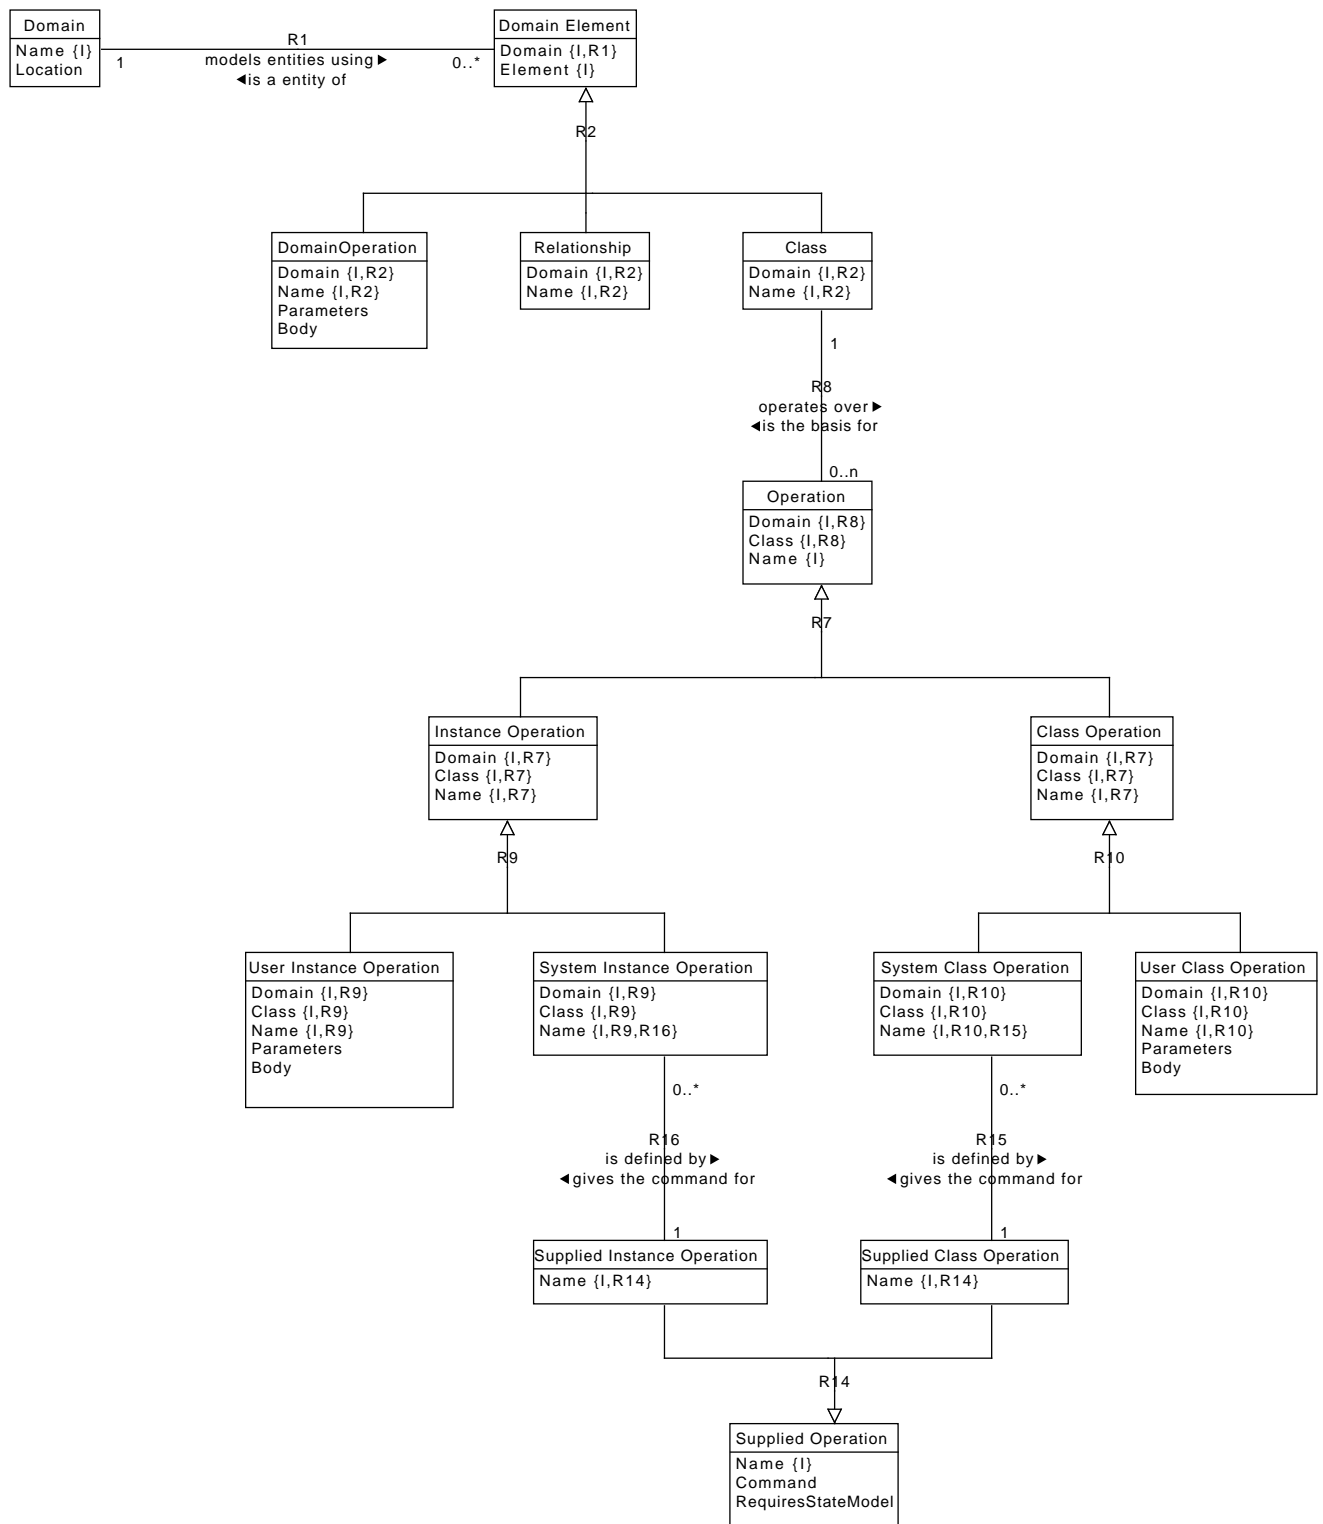 Domain
Name {I}
Location
R1
models entities using ▶
◀is a entity of
1
0..*
Domain Element
Domain {I,R1}
Element {I}
R2
DomainOperation
Domain {I,R2}
Name {I,R2}
Parameters
Body
Relationship
Domain {I,R2}
Name {I,R2}
Class
Domain {I,R2}
Name {I,R2}
1
R8
operates over ▶
◀is the basis for
0..n
Operation
Domain {I,R8}
Class {I,R8}
Name {I}
R7
Instance Operation
Domain {I,R7}
Class {I,R7}
Name {I,R7}
Class Operation
Domain {I,R7}
Class {I,R7}
Name {I,R7}
R9
R10
User Instance Operation
Domain {I,R9}
Class {I,R9}
Name {I,R9}
Parameters
Body
System Instance Operation
Domain {I,R9}
Class {I,R9}
Name {I,R9,R16}
System Class Operation
Domain {I,R10}
Class {I,R10}
Name {I,R10,R15}
User Class Operation
Domain {I,R10}
Class {I,R10}
Name {I,R10}
Parameters
Body
0..*
R16
is defined by ▶
◀gives the command for
1
0..*
R15
is defined by ▶
◀gives the command for
1
Supplied Instance Operation
Name {I,R14}
Supplied Class Operation
Name {I,R14}
R14
Supplied Operation
Name {I}
Command
RequiresStateModel